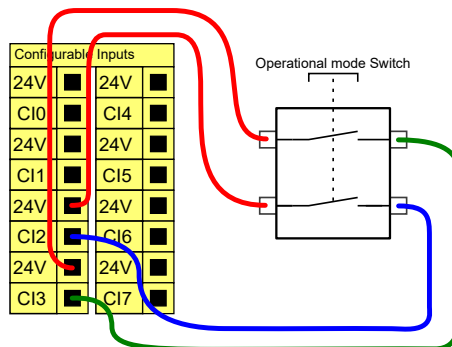 Configurable Inputs
Operational mode Switch
24V 24V
CI0 CI4
24V 24V
CI1 CI5
24V 24V
CI2 CI6
24V 24V
CI3 CI7